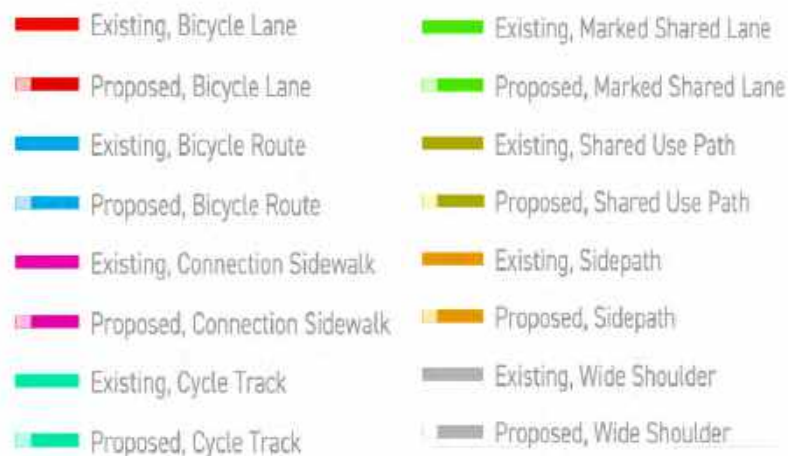 Existing, Bicycle Lane
Proposed, Bicycle Lane
Existing, Bicycle Route
Proposed, Bicycle Route
Existing, Connection Sidewalk
Proposed, Connection Sidewalk
Existing, Cycle Track
Proposed, Cycle Track
Existing, Marked Shared Lane
Proposed, Marked Shared Lane
Existing, Shared Use Path
Proposed, Shared Use Path
Existing, Sidepath
Proposed, Sidepath
Existing, Wide Shoulder
Proposed, Wide Shoulder